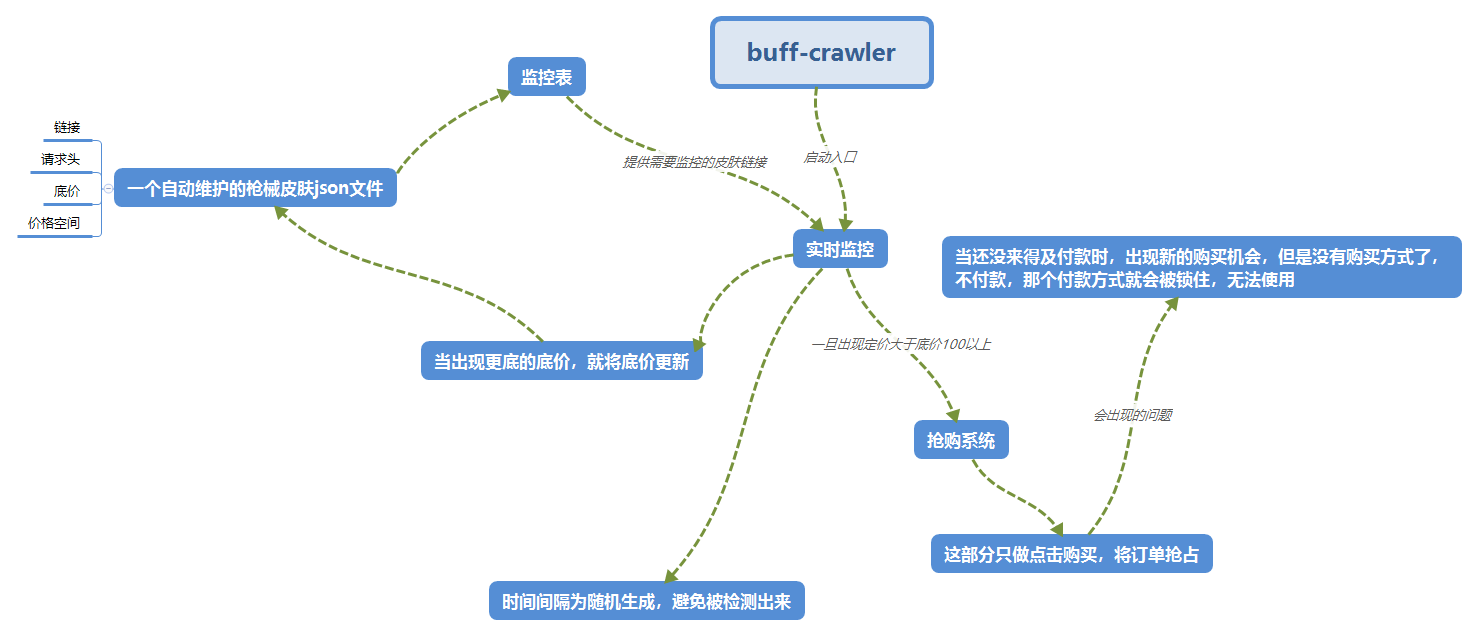 buff-crawler
监控表
链接
请求头
底价
价格空间
一个自动维护的枪械皮肤json文件
提供需要监控的皮肤链接
启动入口
实时监控
当还没来得及付款时，出现新的购买机会，但是没有购买方式了，
不付款，那个付款方式就会被锁住，无法使用
当出现更底的底价，就将底价更新
一旦出现定价大于底价100以上
会出现的问题
抢购系统
这部分只做点击购买，将订单抢占
时间间隔为随机生成，避免被检测出来